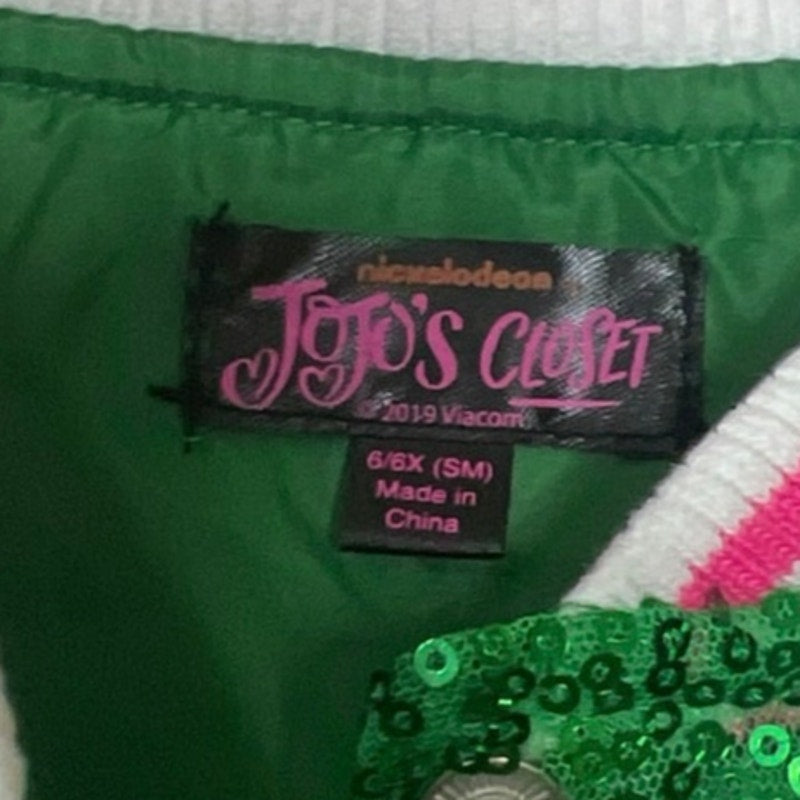 nickelodeon
JOJO'S CLOSET
© 2019 Viacom
6/6X (SM)
Made in
China